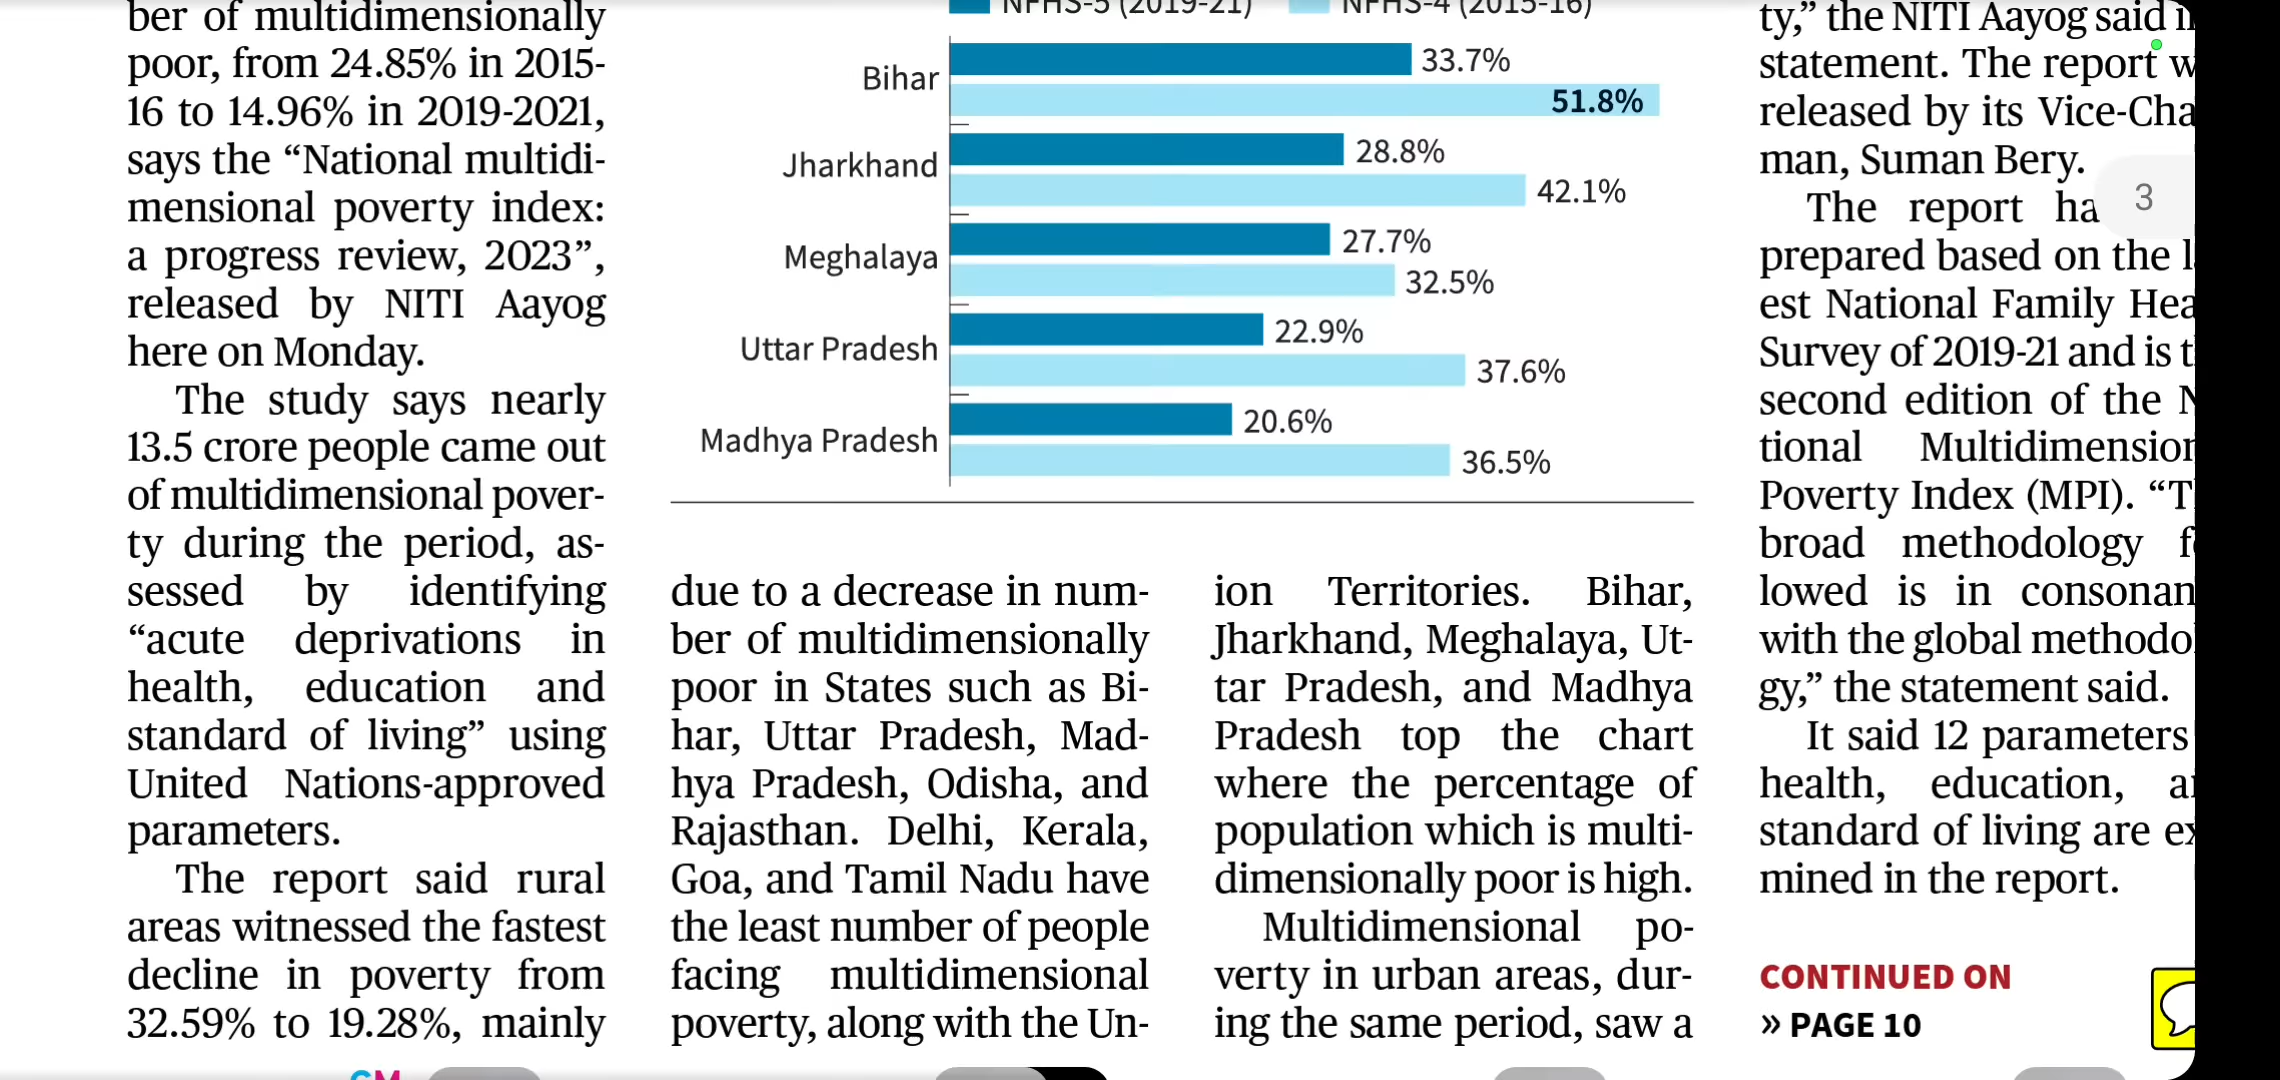 ber of multidimensionally
poor, from 24.85% in 2015-
16 to 14.96% in 2019-2021,
says the “National multidi-
mensional poverty index:
a progress review, 2023”,
released by NITI Aayog
here on Monday.
The study says nearly
13.5 crore people came out
of multidimensional pover-
ty during the period, as-
sessed by identifying
“acute deprivations in
health, education and
standard of living” using
United Nations-approved
parameters.
The report said rural
areas witnessed the fastest
decline in poverty from
32.59% to 19.28%, mainly
NFHS-5 (2019-21) NFHS-4 (2015-16)
Bihar 33.7%
51.8%
Jharkhand 28.8%
42.1%
Meghalaya 27.7%
32.5%
Uttar Pradesh 22.9%
37.6%
Madhya Pradesh 20.6%
36.5%
due to a decrease in num-
ber of multidimensionally
poor in States such as Bi-
har, Uttar Pradesh, Mad-
hya Pradesh, Odisha, and
Rajasthan. Delhi, Kerala,
Goa, and Tamil Nadu have
the least number of people
facing multidimensional
poverty, along with the Un-
ion Territories. Bihar,
Jharkhand, Meghalaya, Ut-
tar Pradesh, and Madhya
Pradesh top the chart
where the percentage of
population which is multi-
dimensionally poor is high.
Multidimensional po-
verty in urban areas, dur-
ing the same period, saw a
ty,” the NITI Aayog said
statement. The report
released by its Vice-Cha
man, Suman Bery.
The report ha
3
prepared based on the
est National Family Hea
Survey of 2019-21 and is
second edition of the
tional Multidimension
Poverty Index (MPI).
broad methodology
lowed is in consonan
with the global methodo
gy,” the statement said.
It said 12 parameters
health, education,
standard of living are ex
mined in the report.
CONTINUED ON
» PAGE 10